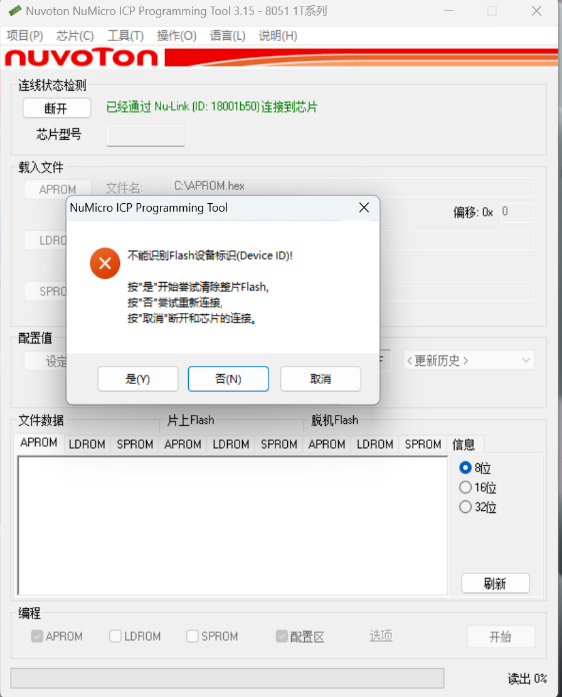 Nuvoton NuMicro ICP Programming Tool 3.15 - 8051 1T系列
项目(P) 芯片(C) 工具(T) 操作(O) 语言(L) 说明(H)
nuvoTon
连线状态检测
断开 已经通过 Nu-Link (ID: 18001b50) 连接到芯片
芯片型号
载入文件
APROM 文件名: C:\APROM.hex
偏移: 0x 0
LDRO
SPRO
NuMicro ICP Programming Tool
不能识别Flash设备标识(Device ID)!
按"是"开始尝试清除整片Flash,
按"否"尝试重新连接,
按"取消"断开和芯片的连接。
是(Y) 否(N) 取消
配置值
设定 F <更新历史>
文件数据 片上Flash 脱机Flash
APROM LDROM SPROM APROM LDROM SPROM APROM LDROM SPROM 信息
8位
16位
32位
刷新
编程
APROM LDROM SPROM 配置区 选项 开始
读出 0%